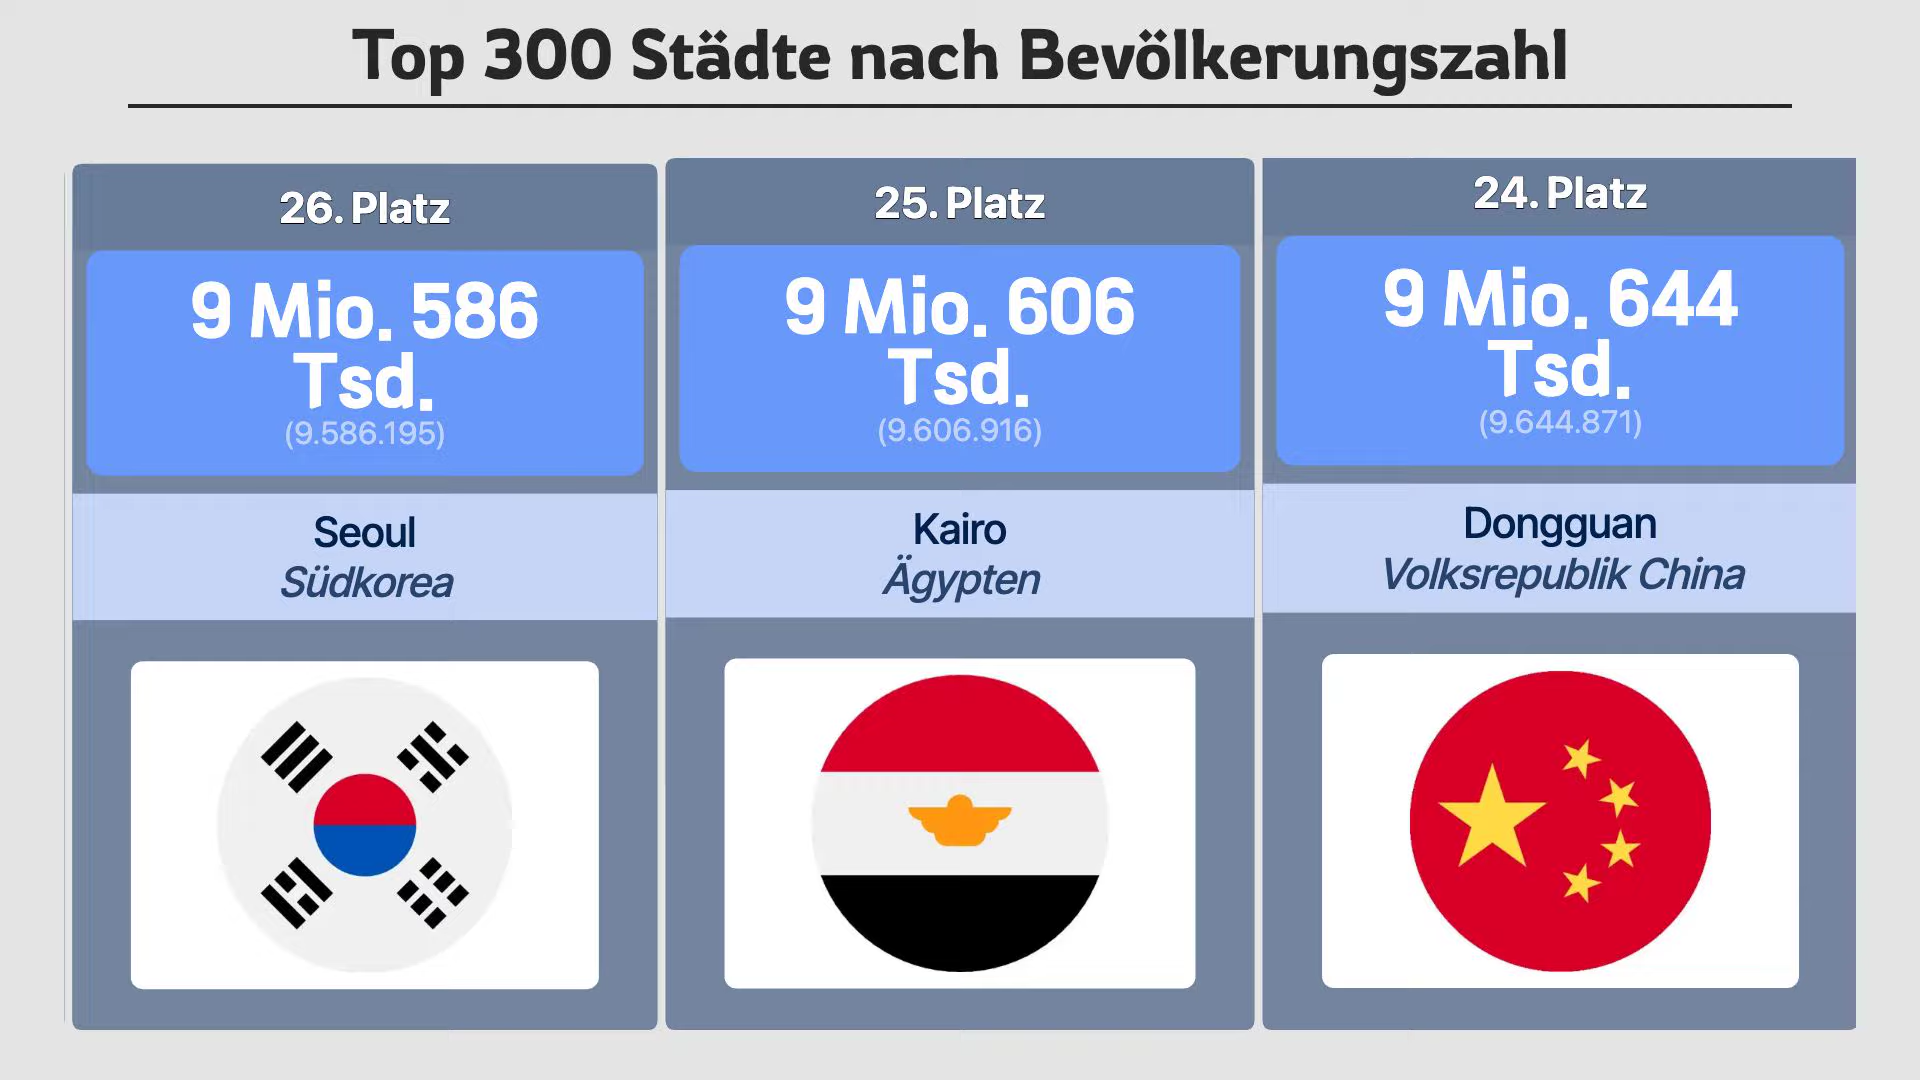 Top 300 Städte nach Bevölkerungszahl
26. Platz
9 Mio. 586
Tsd.
(9.586.195)
Seoul
Südkorea
25. Platz
9 Mio. 606
Tsd.
(9.606.916)
Kairo
Ägypten
24. Platz
9 Mio. 644
Tsd.
(9.644.871)
Dongguan
Volksrepublik China